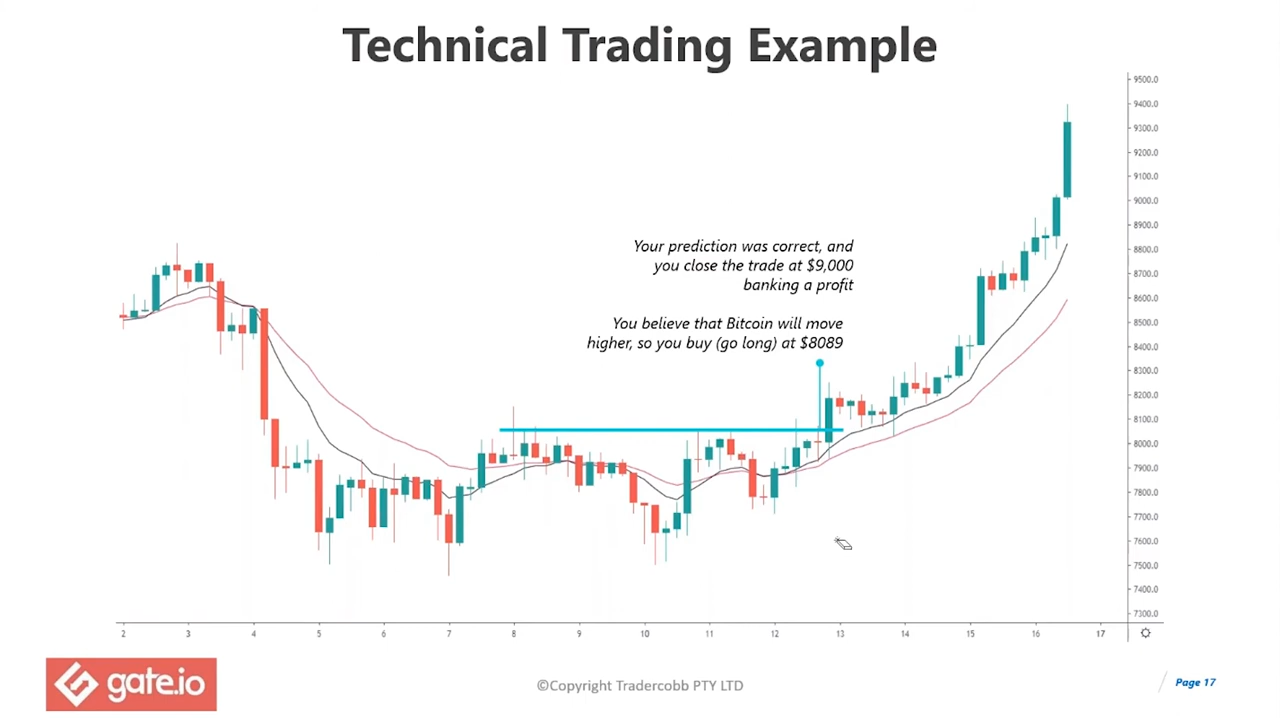 Technical Trading Example
9500.0
9400.0
9300.0
9200.0
9100.0
9000.0
8900.0
8800.0
8700.0
8600.0
8500.0
8400.0
8300.0
8200.0
8100.0
8000.0
7900.0
7800.0
7700.0
7600.0
7500.0
7400.0
7300.0
Your prediction was correct, and
you close the trade at $9,000
banking a profit
You believe that Bitcoin will move
higher, so you buy (go long) at $8089
2 3 4 5 6 7 8 9 10 11 12 13 14 15 16 17
gate.io
©Copyright Tradercobb PTY LTD
Page 17